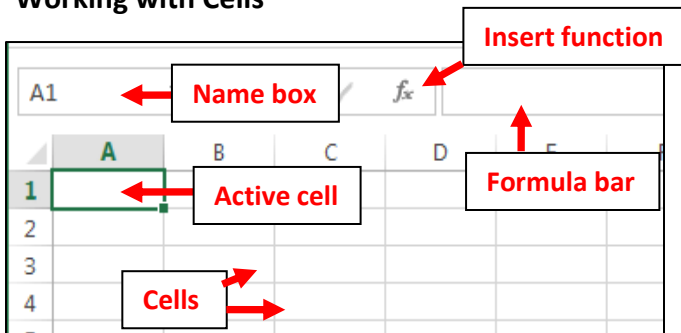 Working with Cells
Insert function
A1
Name box
fx
A B C D
Formula bar
1
Active cell
2
3
Cells
4